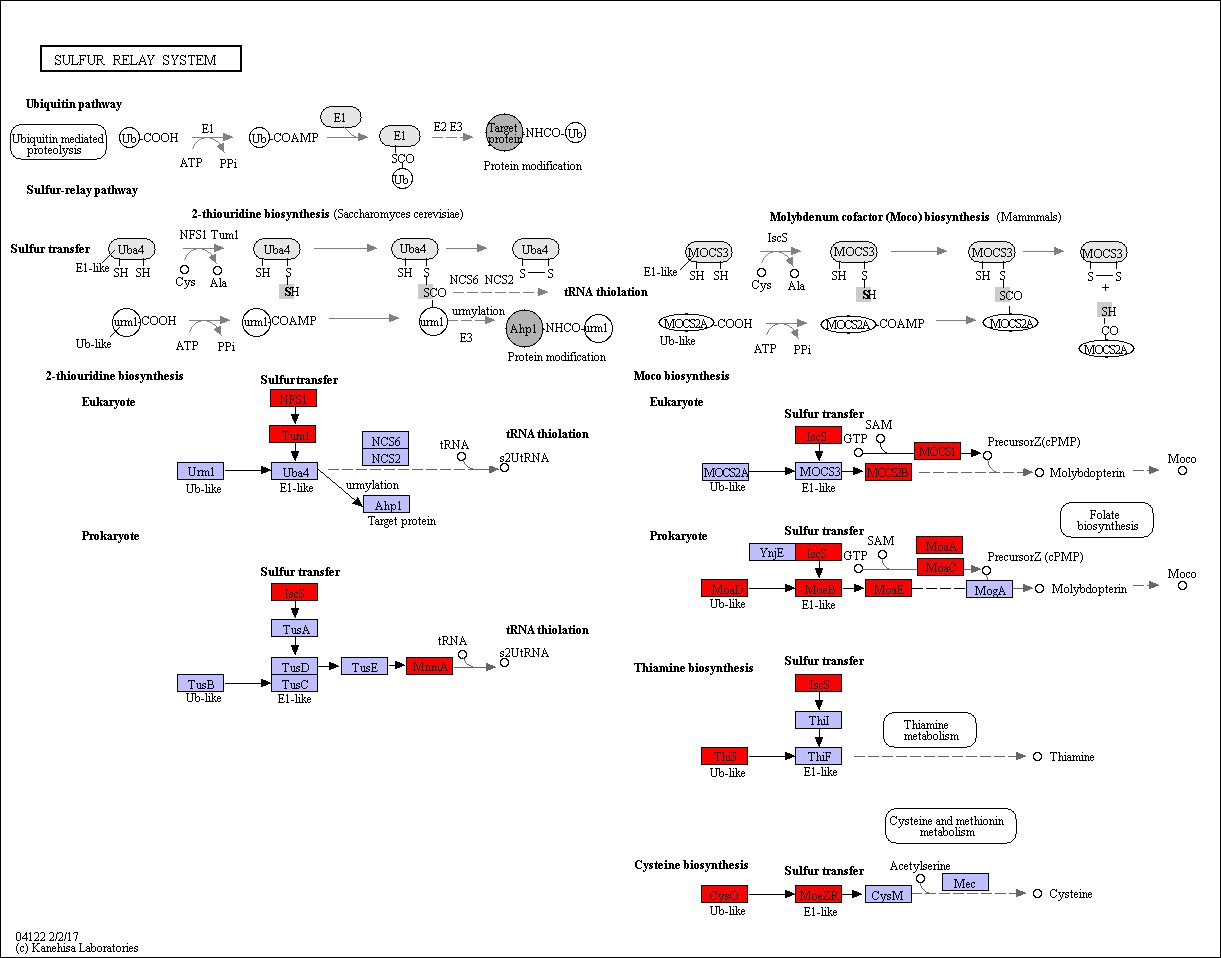 SULFUR RELAY SYSTEM
Ubiquitin pathway
Ubiquitin mediated
proteolysis
Ub
-COOH
E1
ATP
PPi
Ub
-COAMP
E1
E1
SCO
Ub
E2 E3
Target
protein
-NHCO-
Ub
Protein modification
Sulfur-relay pathway
2-thiouridine biosynthesis (Saccharomyces cerevisiae)
Sulfur transfer
Uba4
E1-like
SH SH
NFS1 Tum1
Cys
Ala
Uba4
SH S
SH
Uba4
SH S
SCO
urm1
NCS6 NCS2
tRNA thiolation
Uba4
S S
urm1
-COOH
Ub-like
ATP
PPi
urm1
-COAMP
urmylation
E3
Ahp1
-NHCO-
urm1
Protein modification
Molybdenum cofactor (Moco) biosynthesis (Mammmals)
MOCS3
E1-like
SH SH
IscS
Cys
Ala
MOCS3
SH S
SH
MOCS3
SH S
SCO
MOCS2A
MOCS3
S S
+
SH
CO
MOCS2A
MOCS2A
-COOH
Ub-like
ATP
PPi
MOCS2A
-COAMP
2-thiouridine biosynthesis
Eukaryote
Sulfur transfer
NFS1
Tum1
Urm1
Ub-like
Uba4
E1-like
NCS6
NCS2
tRNA
tRNA thiolation
s2UtRNA
urmylation
Ahp1
Target protein
Prokaryote
Sulfur transfer
IscS
TusA
TusD
TusC
E1-like
TusB
Ub-like
TusE
MnmA
tRNA
tRNA thiolation
s2UtRNA
Moco biosynthesis
Eukaryote
Sulfur transfer
IscS
GTP
SAM
MOCS1
PrecursorZ(cPMP)
MOCS2A
Ub-like
MOCS3
E1-like
MOCS2B
Molybdopterin
Moco
Folate
biosynthesis
Prokaryote
Sulfur transfer
YnjE
IscS
GTP
SAM
MoaA
MoaC
PrecursorZ (cPMP)
MoaD
Ub-like
MoeB
E1-like
MoaE
MogA
Molybdopterin
Moco
Thiamine biosynthesis
Sulfur transfer
IscS
ThiI
ThiS
Ub-like
ThiF
E1-like
Thiamine
metabolism
Thiamine
Cysteine and methionin
metabolism
Cysteine biosynthesis
Sulfur transfer
CysO
Ub-like
MoeZR
E1-like
CysM
Acetylserine
Mec
Cysteine
04122 2/2/17
(c) Kanehisa Laboratories